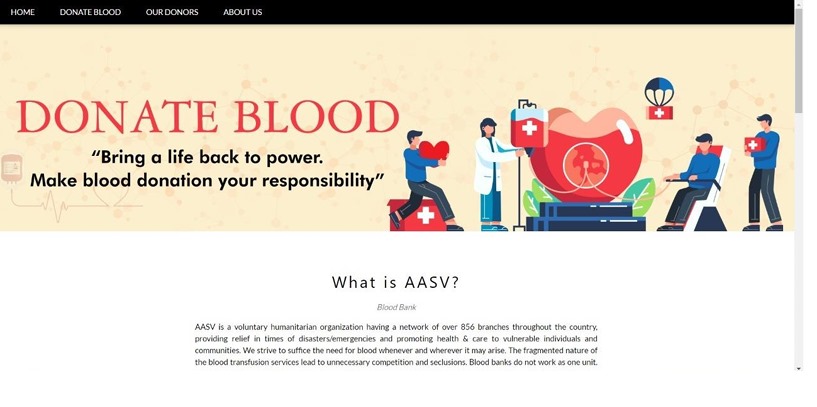 HOME DONATE BLOOD OUR DONORS ABOUT US
DONATE BLOOD
“Bring a life back to power.
Make blood donation your responsibility”
What is AASV?
Blood Bank
AASV is a voluntary humanitarian organization having a network of over 856 branches throughout the country,
providing relief in times of disasters/emergencies and promoting health & care to vulnerable individuals and
communities. We strive to suffice the need for blood whenever and wherever it may arise. The fragmented nature of
the blood transfusion services lead to unnecessary competition and seclusions. Blood banks do not work as one unit.